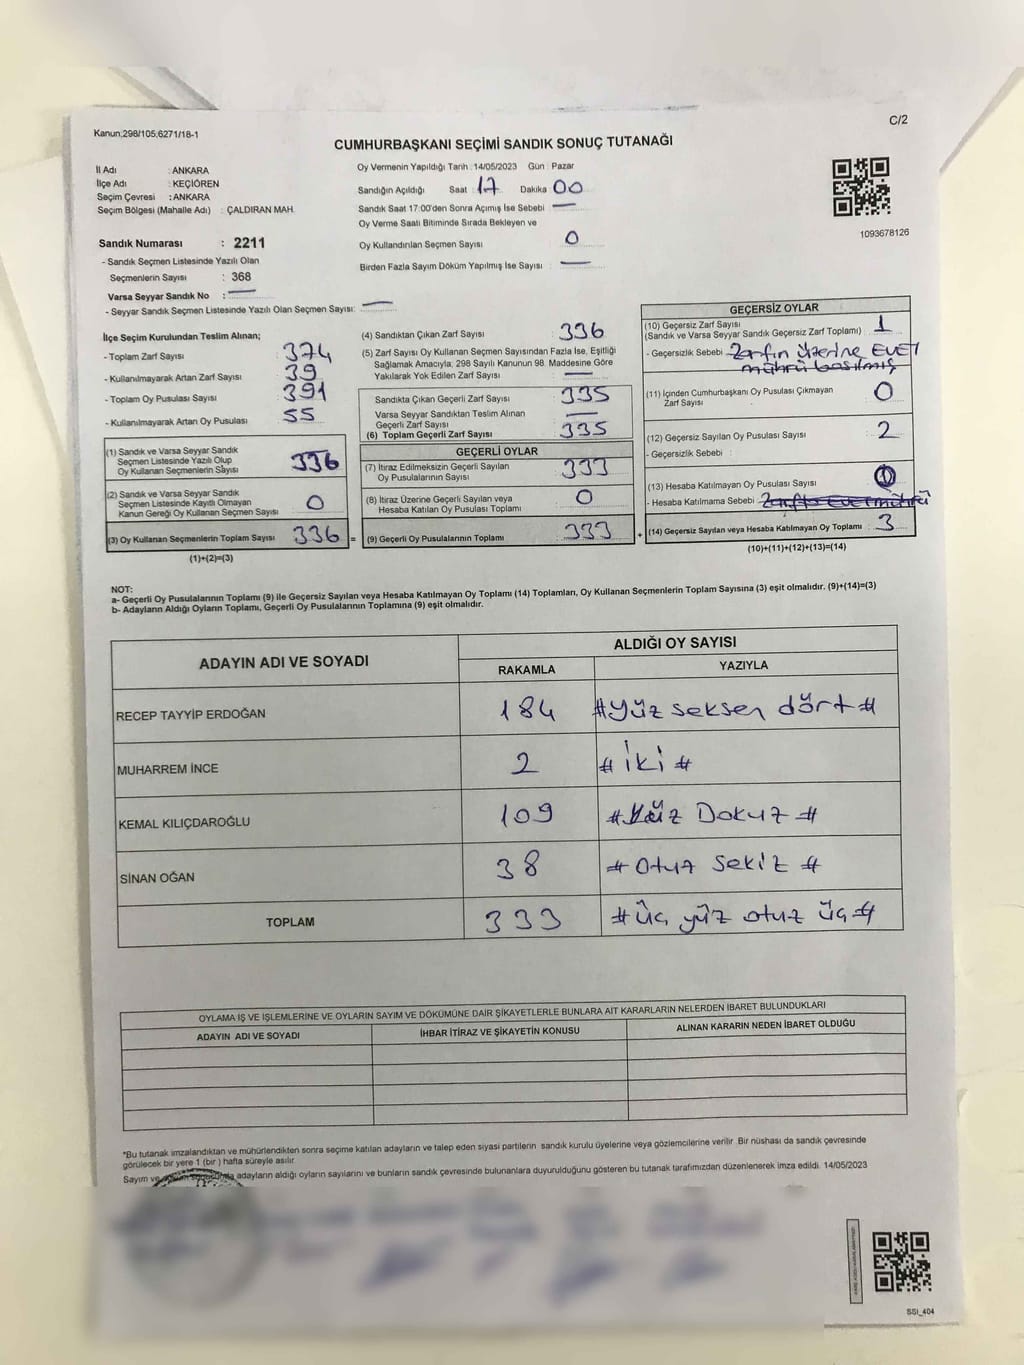 Kanun:298/105;6271/18-1
C/2
CUMHURBAŞKANI SEÇİMİ SANDIK SONUÇ TUTANAĞI
İl Adı : ANKARA
İlçe Adı : KEÇİÖREN
Seçim Çevresi : ANKARA
Seçim Bölgesi (Mahalle Adı) : ÇALDIRAN MAH.
Sandık Numarası : 2211
- Sandık Seçmen Listesinde Yazılı Olan
Seçmenlerin Sayısı : 368
Varsa Seyyar Sandık No : —
- Seyyar Sandık Seçmen Listesinde Yazılı Olan Seçmen Sayısı: —
Oy Vermenin Yapıldığı Tarih :14/05/2023 Gün : Pazar
Sandığın Açıldığı Saat : 17 Dakika 00
Sandık Saat 17:00'den Sonra Açımış İse Sebebi : —
Oy Verme Saati Bitiminde Sırada Bekleyen ve
Oy Kullandırılan Seçmen Sayısı : 0
Birden Fazla Sayım Döküm Yapılmış İse Sayısı : —
1093678126
İlçe Seçim Kurulundan Teslim Alınan;
- Toplam Zarf Sayısı : 374
- Kullanılmayarak Artan Zarf Sayısı : 39
- Toplam Oy Pusulası Sayısı : 391
- Kullanılmayarak Artan Oy Pusulası : 55
(1) Sandık ve Varsa Seyyar Sandık
Seçmen Listesinde Yazılı Olup
Oy Kullanan Seçmenlerin Sayısı 336
(2) Sandık ve Varsa Seyyar Sandık
Seçmen Listesinde Kayıtlı Olmayan
Kanun Gereği Oy Kullanan Seçmen Sayısı 0
(3) Oy Kullanan Seçmenlerin Toplam Sayısı 336 =
(1)+(2)=(3)
(4) Sandıktan Çıkan Zarf Sayısı : 336
(5) Zarf Sayısı Oy Kullanan Seçmen Sayısından Fazla İse, Eşitliği
Sağlamak Amacıyla; 298 Sayılı Kanunun 98. Maddesine Göre
Yakılarak Yok Edilen Zarf Sayısı : —
Sandıkta Çıkan Geçerli Zarf Sayısı : 335
Varsa Seyyar Sandıktan Teslim Alınan
Geçerli Zarf Sayısı : —
(6) Toplam Geçerli Zarf Sayısı : 335
GEÇERLİ OYLAR
(7) İtiraz Edilmeksizin Geçerli Sayılan
Oy Pusulalarının Sayısı : 333
(8) İtiraz Üzerine Geçerli Sayılan veya
Hesaba Katılan Oy Pusulası Toplamı : 0
(9) Geçerli Oy Pusulalarının Toplamı : 333 +
GEÇERSİZ OYLAR
(10) Geçersiz Zarf Sayısı
(Sandık ve Varsa Seyyar Sandık Geçersiz Zarf Toplamı) : 1
- Geçersizlik Sebebi : Zarfın üzerine EVET
mührü basılmış
(11) İçinden Cumhurbaşkanı Oy Pusulası Çıkmayan
Zarf Sayısı : 0
(12) Geçersiz Sayılan Oy Pusulası Sayısı : 2
- Geçersizlik Sebebi :
(13) Hesaba Katılmayan Oy Pusulası Sayısı :
- Hesaba Katılmama Sebebi : Zarfta Evet mührü
(14) Geçersiz Sayılan veya Hesaba Katılmayan Oy Toplamı : 3
(10)+(11)+(12)+(13)=(14)
NOT:
a- Geçerli Oy Pusulalarının Toplamı (9) ile Geçersiz Sayılan veya Hesaba Katılmayan Oy Toplamı (14) Toplamları, Oy Kullanan Seçmenlerin Toplam Sayısına (3) eşit olmalıdır. (9)+(14)=(3)
b- Adayların Aldığı Oyların Toplamı, Geçerli Oy Pusulalarının Toplamına (9) eşit olmalıdır.
ADAYIN ADI VE SOYADI ALDIĞI OY SAYISI
RAKAMLA YAZIYLA
RECEP TAYYİP ERDOĞAN 184 #Yüz seksen dört#
MUHARREM İNCE 2 #İki#
KEMAL KILIÇDAROĞLU 109 #Yüz Dokuz#
SİNAN OĞAN 38 #Otuz Sekiz#
TOPLAM 333 #üç yüz otuz üç#
OYLAMA İŞ VE İŞLEMLERİNE VE OYLARIN SAYIM VE DÖKÜMÜNE DAİR ŞİKAYETLERLE BUNLARA AİT KARARLARIN NELERDEN İBARET BULUNDUKLARI
ADAYIN ADI VE SOYADI İHBAR İTİRAZ VE ŞİKAYETİN KONUSU ALINAN KARARIN NEDEN İBARET OLDUĞU
*Bu tutanak imzalandıktan ve mühürlendikten sonra seçime katılan adayların ve talep eden siyasi partilerin sandık kurulu üyelerine veya gözlemcilerine verilir. Bir nüshası da sandık çevresinde
görülecek bir yere 1 (bir ) hafta süreyle asılır.
Sayım ve adayların aldığı oyların sayılarını ve bunların sandık çevresinde bulunanlara duyurulduğunu gösteren bu tutanak tarafımızdan düzenlenerek imza edildi. 14/05/2023
SSI_404